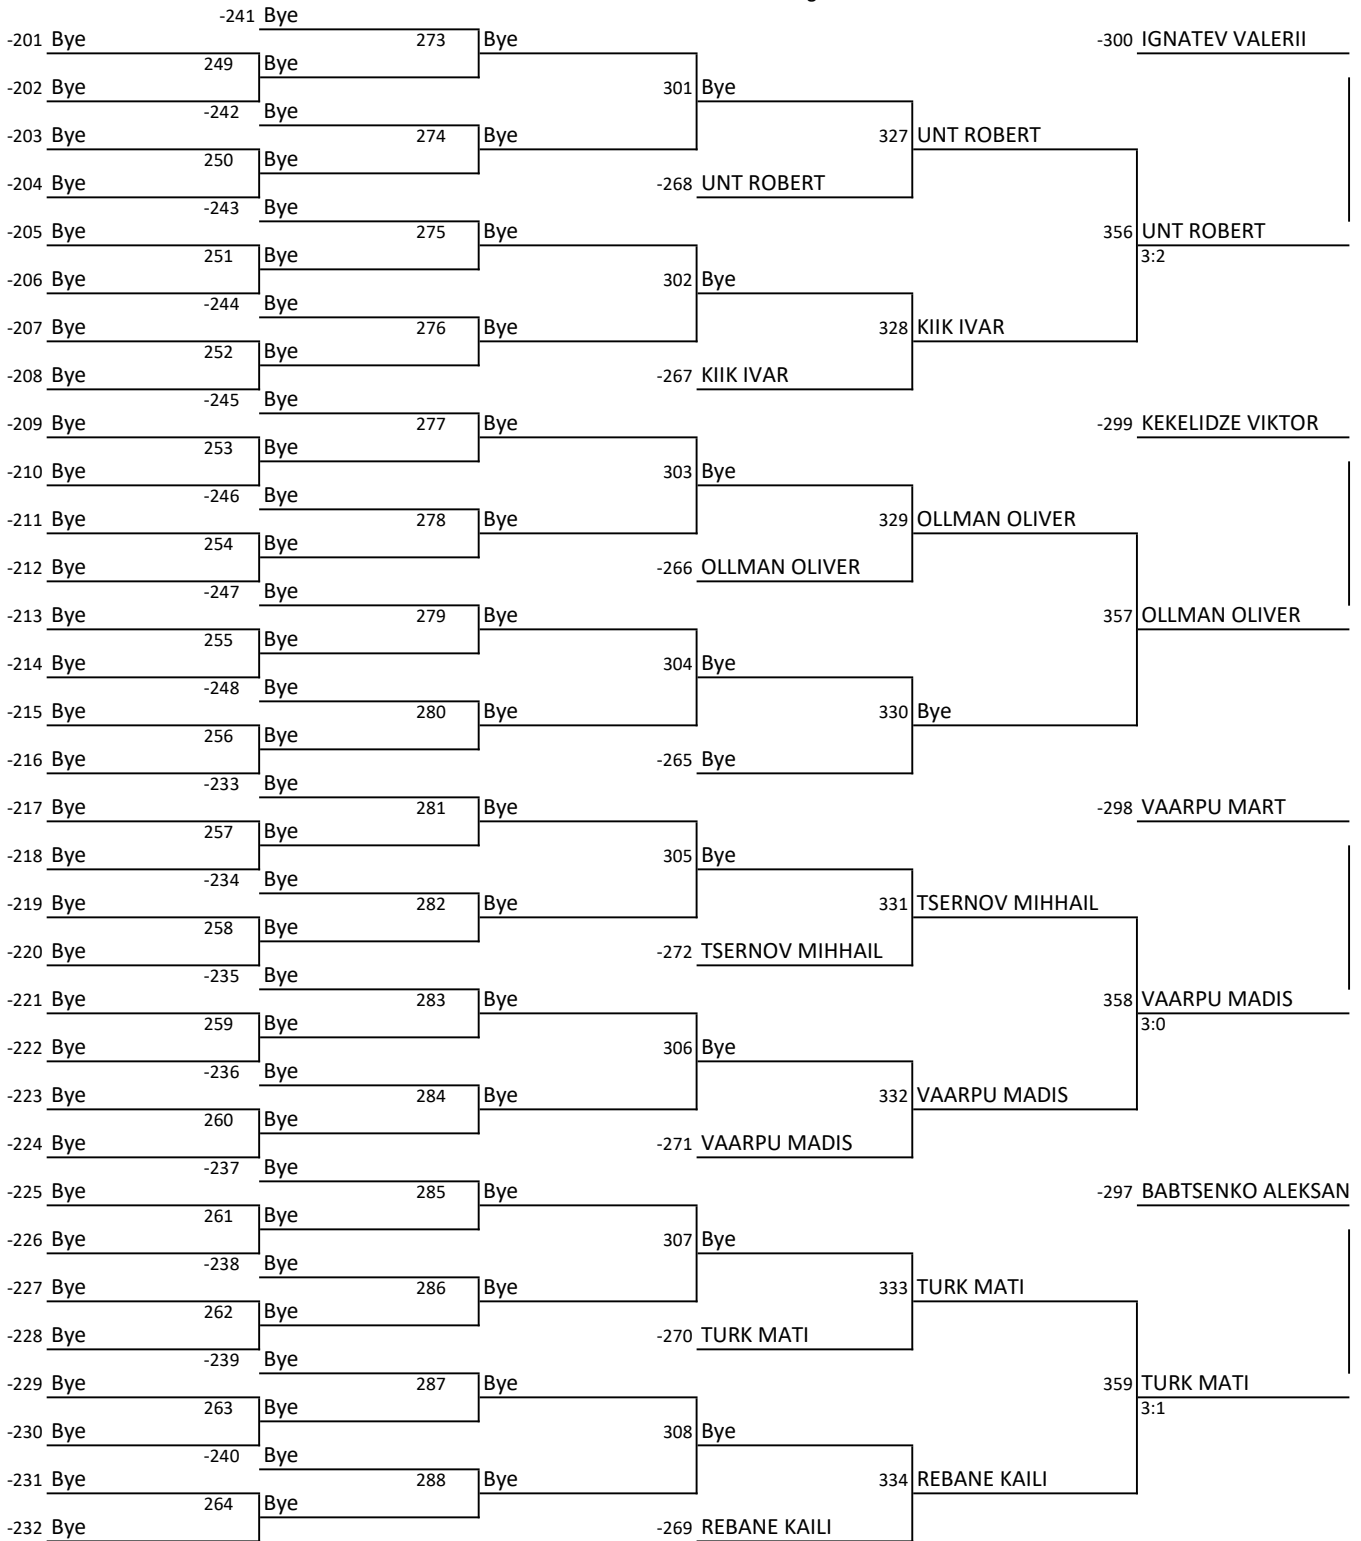 -241 Bye
-201 Bye 273 Bye -300 IGNATEV VALERII
249 Bye
-202 Bye 301 Bye
-242 Bye
-203 Bye 274 Bye 327 UNT ROBERT
250 Bye
-204 Bye -268 UNT ROBERT
-243 Bye
-205 Bye 275 Bye 356 UNT ROBERT
251 Bye 3:2
-206 Bye 302 Bye
-244 Bye
-207 Bye 276 Bye 328 KIIK IVAR
252 Bye
-208 Bye -267 KIIK IVAR
-245 Bye
-209 Bye 277 Bye -299 KEKELIDZE VIKTOR
253 Bye
-210 Bye 303 Bye
-246 Bye
-211 Bye 278 Bye 329 OLLMAN OLIVER
254 Bye
-212 Bye -266 OLLMAN OLIVER
-247 Bye
-213 Bye 279 Bye 357 OLLMAN OLIVER
255 Bye
-214 Bye 304 Bye
-248 Bye
-215 Bye 280 Bye 330 Bye
256 Bye
-216 Bye -265 Bye
-233 Bye
-217 Bye 281 Bye -298 VAARPU MART
257 Bye
-218 Bye 305 Bye
-234 Bye
-219 Bye 282 Bye 331 TSERNOV MIHHAIL
258 Bye
-220 Bye -272 TSERNOV MIHHAIL
-235 Bye
-221 Bye 283 Bye 358 VAARPU MADIS
259 Bye 3:0
-222 Bye 306 Bye
-236 Bye
-223 Bye 284 Bye 332 VAARPU MADIS
260 Bye
-224 Bye -271 VAARPU MADIS
-237 Bye
-225 Bye 285 Bye -297 BABTSENKO ALEKSAN
261 Bye
-226 Bye 307 Bye
-238 Bye
-227 Bye 286 Bye 333 TURK MATI
262 Bye
-228 Bye -270 TURK MATI
-239 Bye
-229 Bye 287 Bye 359 TURK MATI
263 Bye 3:1
-230 Bye 308 Bye
-240 Bye
-231 Bye 288 Bye 334 REBANE KAILI
264 Bye
-232 Bye -269 REBANE KAILI